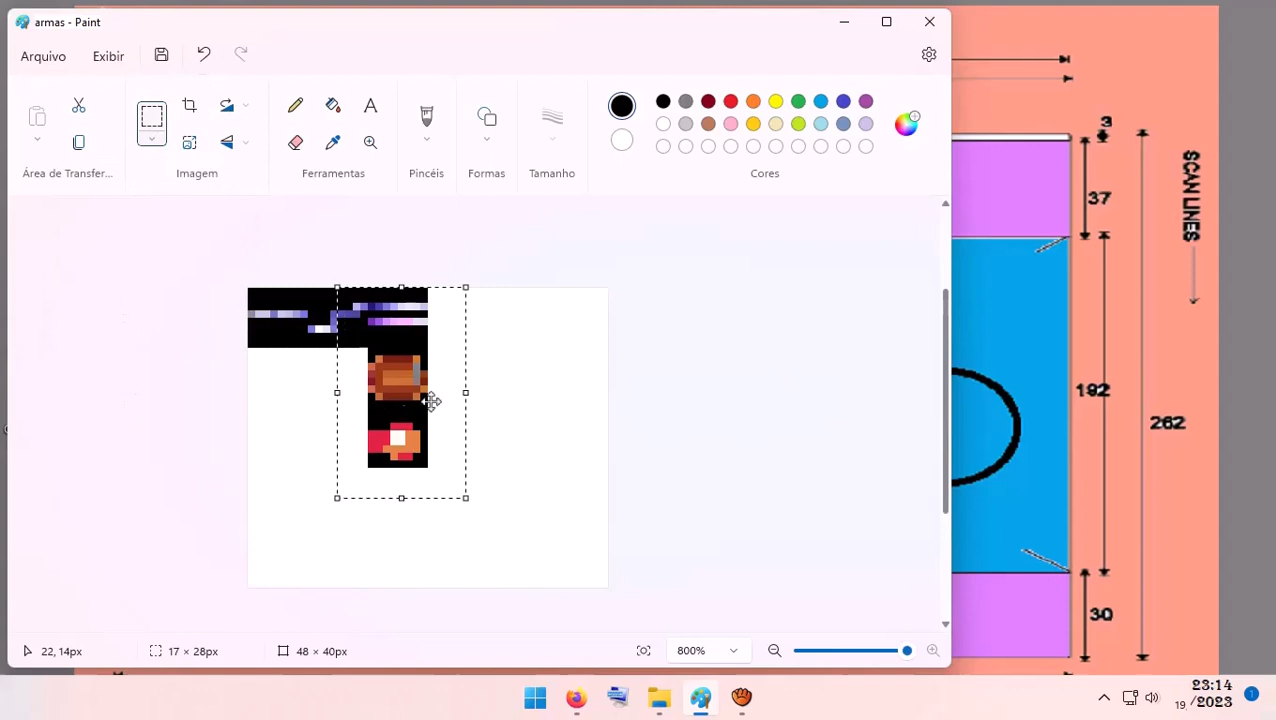 armas - Paint
Arquivo
Exibir
Área de Transfer...
Imagem
Ferramentas
Pincéis
Formas
Tamanho
Cores
3
37
SCAN LINES
192
262
30
22, 14px
17 × 28px
48 × 40px
800%
23:14
19 /2023
1